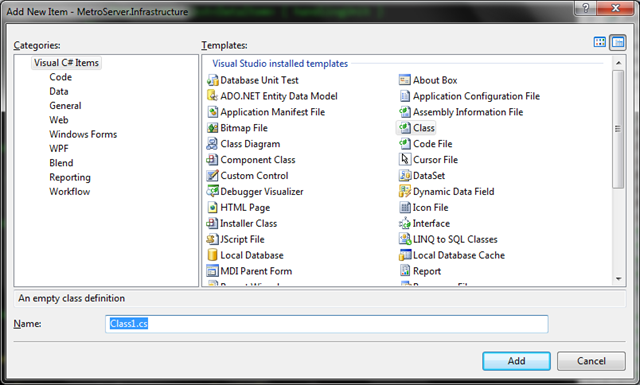 Add New Item - MetroServer.Infrastructure
Categories:
Templates:
Visual C# Items
Code
Data
General
Web
Windows Forms
WPF
Blend
Reporting
Workflow
Visual Studio installed templates
Database Unit Test
About Box
ADO.NET Entity Data Model
Application Configuration File
Application Manifest File
Assembly Information File
Bitmap File
Class
Class Diagram
Code File
Component Class
Cursor File
Custom Control
DataSet
Debugger Visualizer
Dynamic Data Field
HTML Page
Icon File
Installer Class
Interface
JScript File
LINQ to SQL Classes
Local Database
Local Database Cache
MDI Parent Form
Report
An empty class definition
Name:
Class1.cs
Add
Cancel